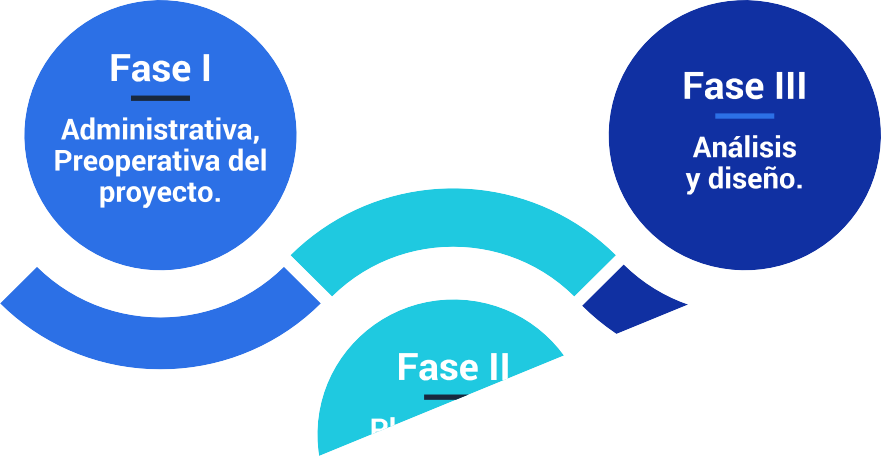 Fase I
Administrativa,
Preoperativa del
proyecto.
Fase III
Análisis
y diseño.
Fase II